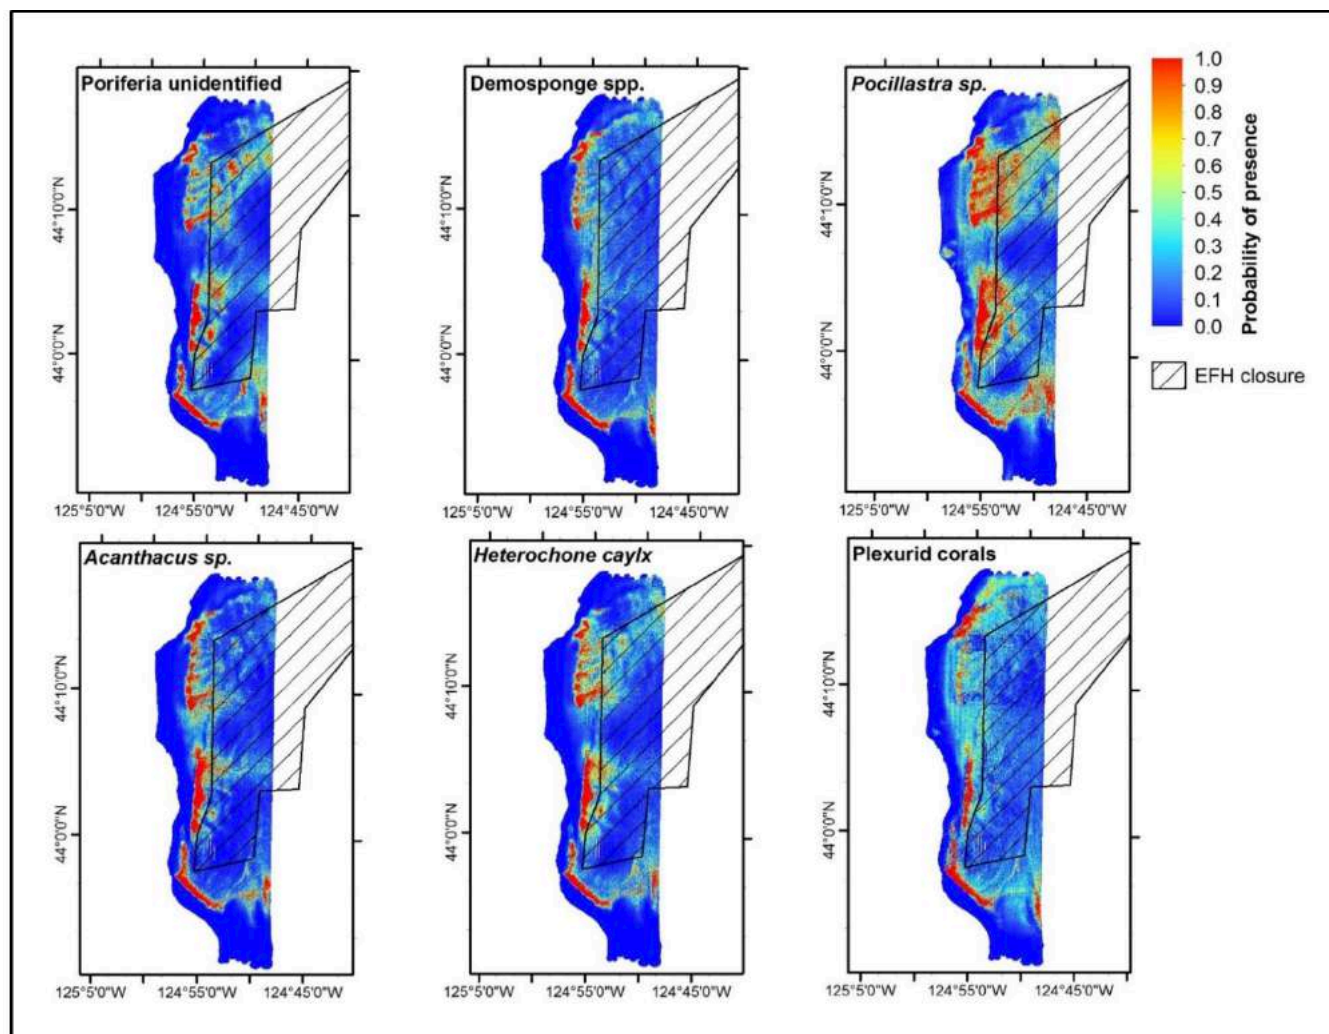 Poriferia unidentified
44°10'0"N
44°0'0"N
125°5'0"W 124°55'0"W 124°45'0"W
Demosponge spp.
44°10'0"N
44°0'0"N
125°5'0"W 124°55'0"W 124°45'0"W
Pocillastra sp.
44°10'0"N
44°0'0"N
125°5'0"W 124°55'0"W 124°45'0"W
1.0
0.9
0.8
0.7
0.6
0.5
0.4
0.3
0.2
0.1
0.0
Probability of presence
EFH closure
Acanthacus sp.
44°10'0"N
44°0'0"N
125°5'0"W 124°55'0"W 124°45'0"W
Heterochone caylx
44°10'0"N
44°0'0"N
125°5'0"W 124°55'0"W 124°45'0"W
Plexurid corals
44°10'0"N
44°0'0"N
125°5'0"W 124°55'0"W 124°45'0"W